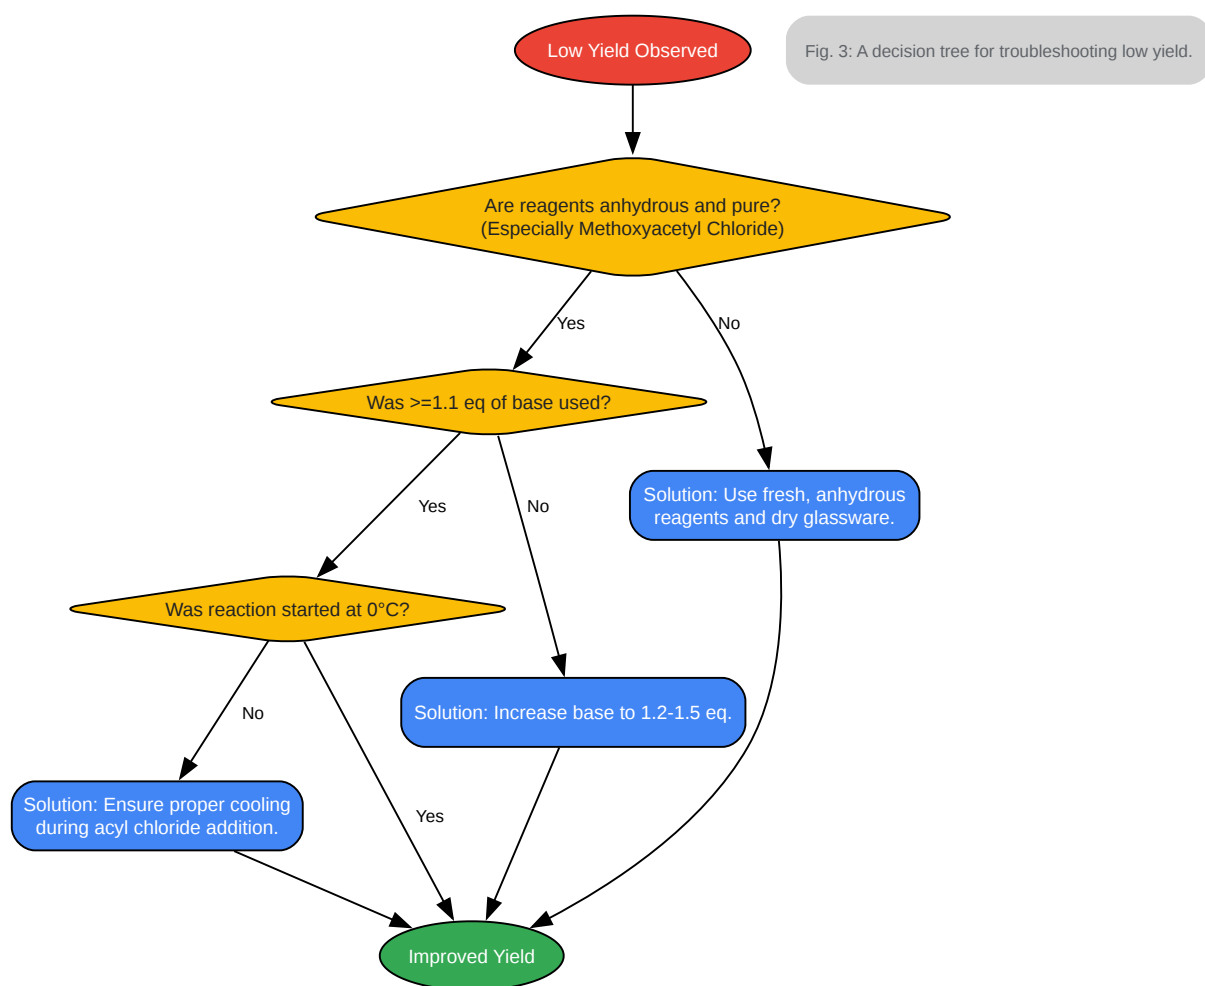 Low Yield Observed
Fig. 3: A decision tree for troubleshooting low yield.
Are reagents anhydrous and pure?
(Especially Methoxyacetyl Chloride)
Yes
No
Was >=1.1 eq of base used?
Yes
No
Solution: Use fresh, anhydrous
reagents and dry glassware.
Was reaction started at 0°C?
No
Yes
Solution: Increase base to 1.2-1.5 eq.
Solution: Ensure proper cooling
during acyl chloride addition.
Improved Yield